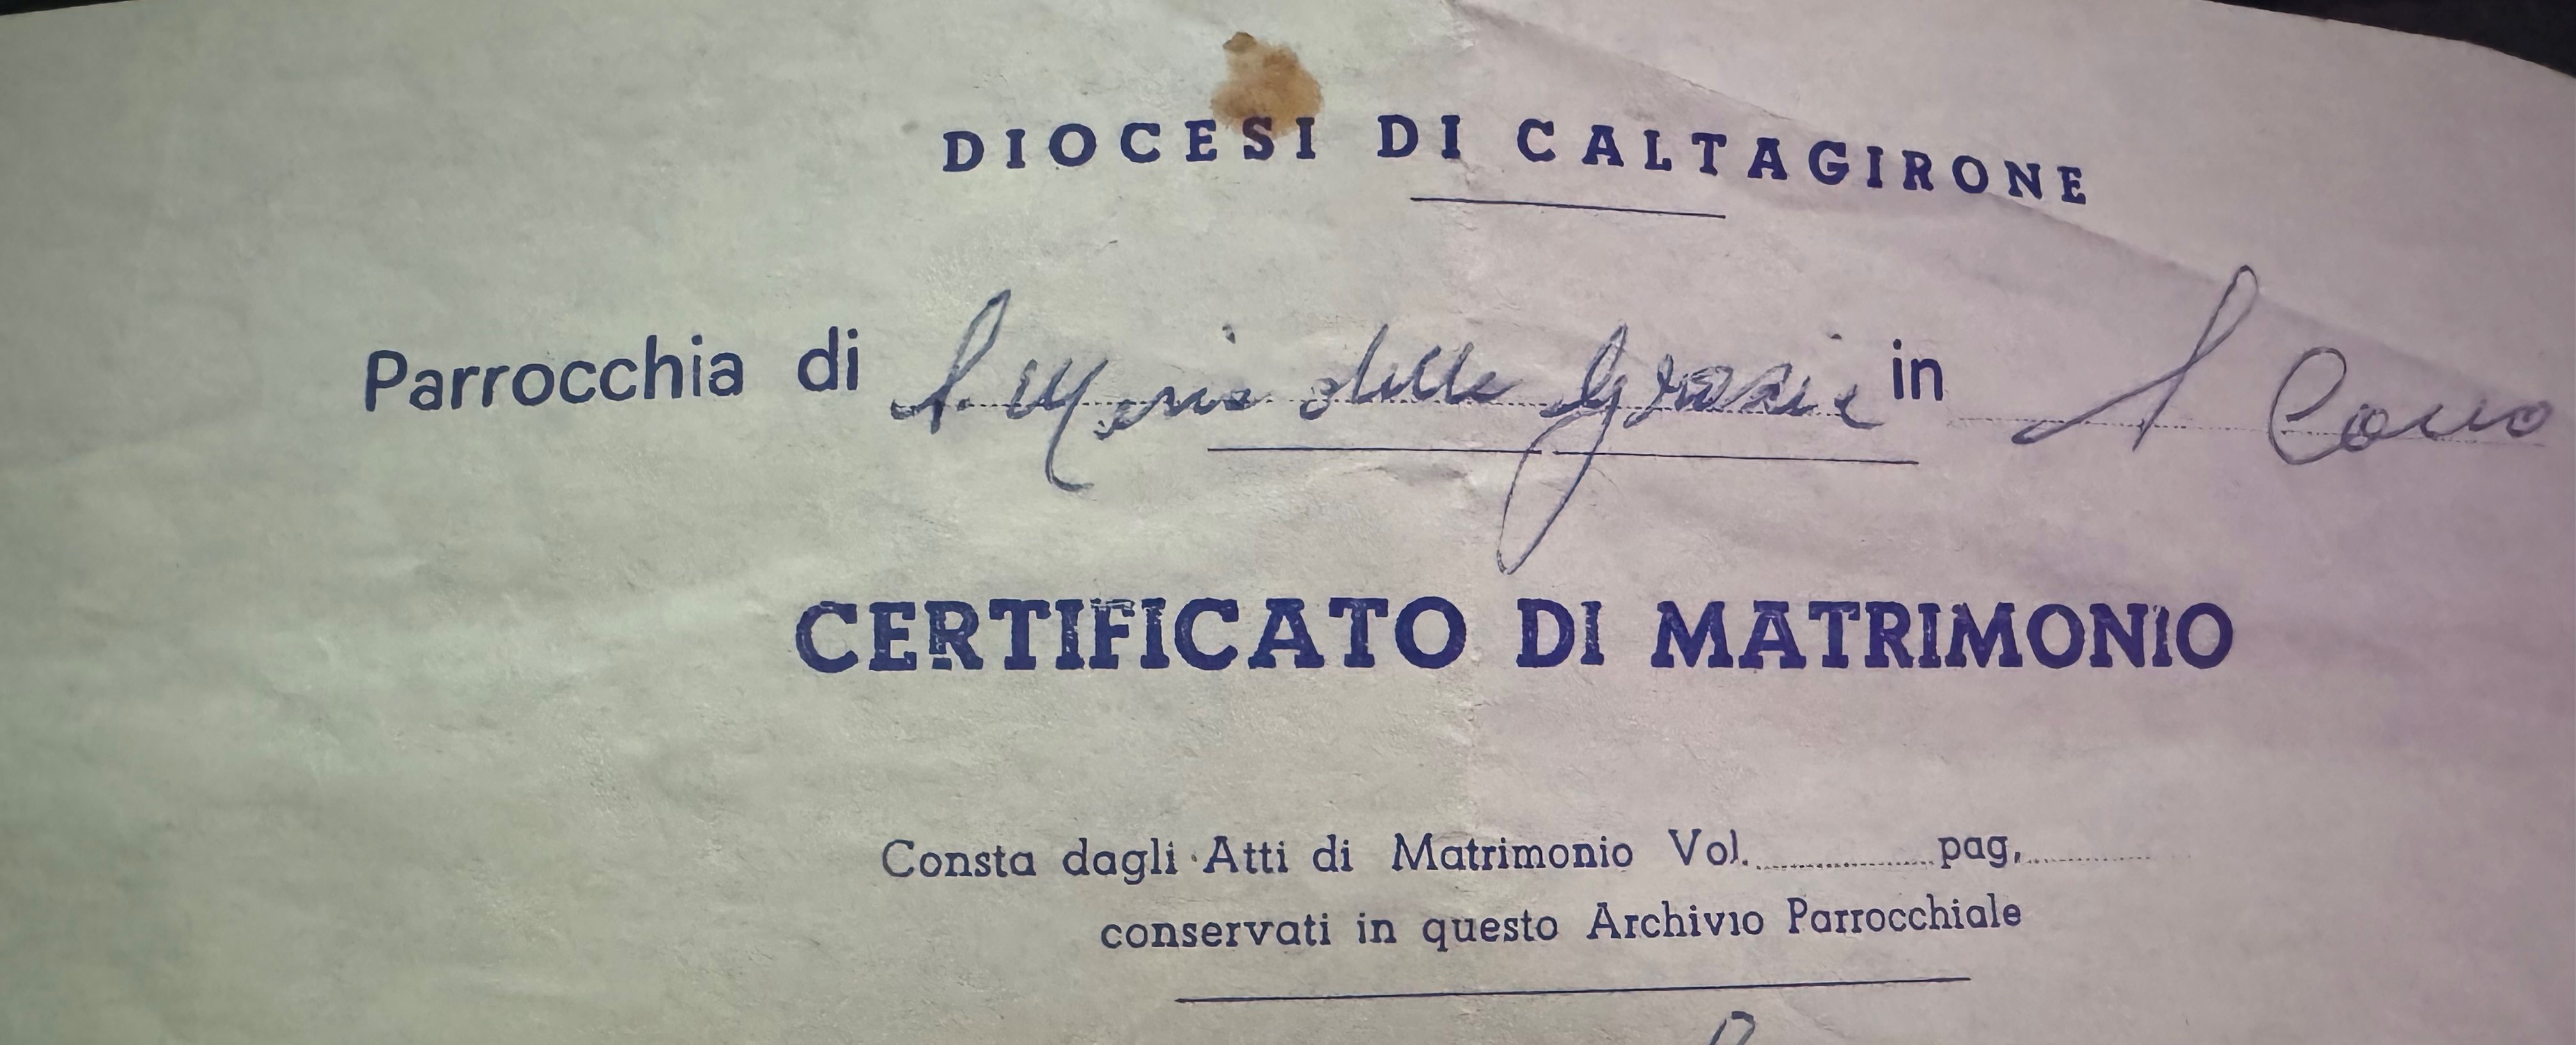 DIOCESI DI CALTAGIRONE
Parrocchia di S. Maria delle Grazie in S Cono
CERTIFICATO DI MATRIMONIO
Consta dagli Atti di Matrimonio Vol. pag.
conservati in questo Archivio Parrocchiale